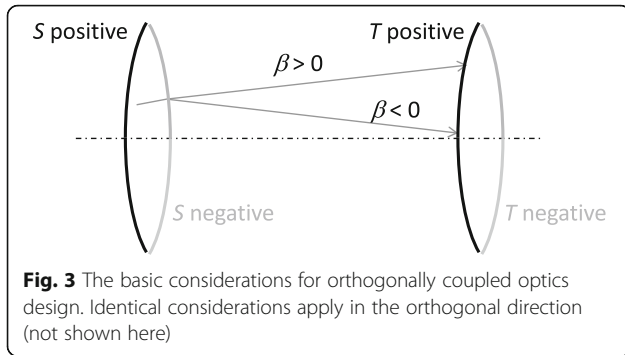 S positive
T positive
β > 0
β < 0
S negative
T negative
Fig. 3 The basic considerations for orthogonally coupled optics
design. Identical considerations apply in the orthogonal direction
(not shown here)